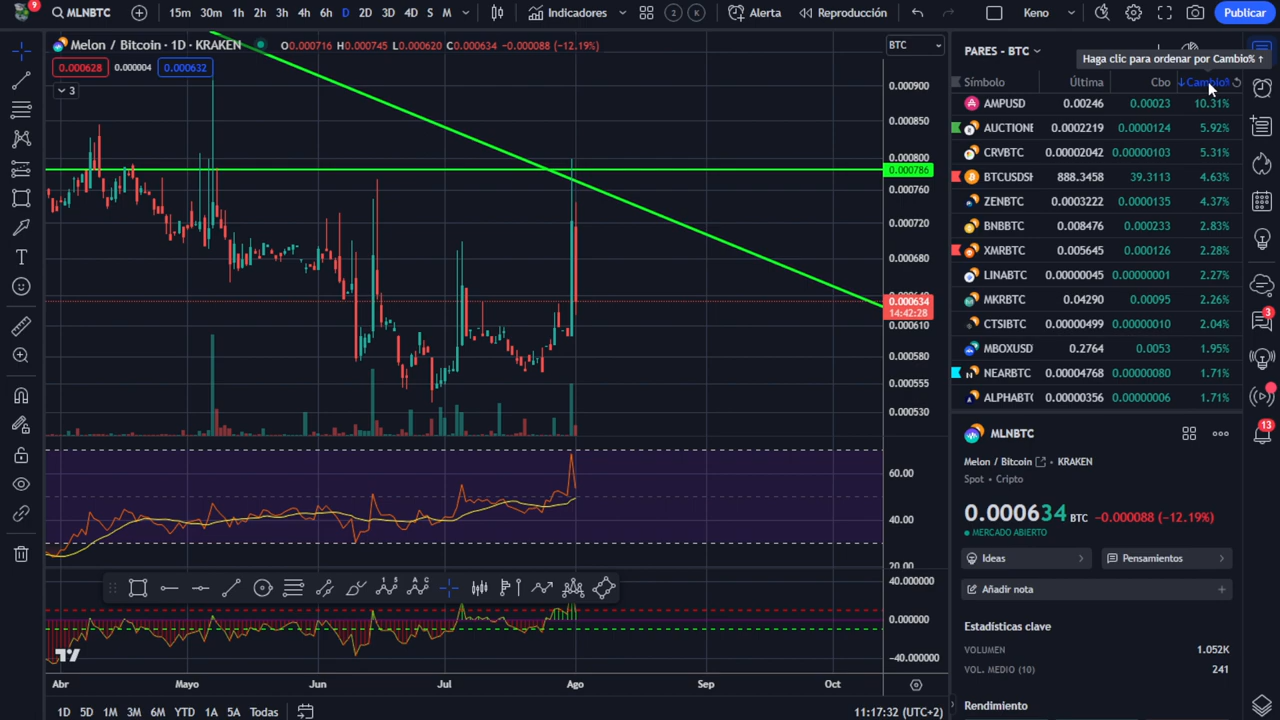 9 MLNBTC 15m 30m 1h 2h 3h 4h 6h D 2D 3D 4D S M Indicadores 2 K Alerta Reproducción Keno Publicar
Melon / Bitcoin · 1D · KRAKEN O0.000716 H0.000745 L0.000620 C0.000634 −0.000088 (−12.19%)
0.000628 0.000004 0.000632
3
BTC
0.000900
0.000850
0.000800
0.000786
0.000760
0.000720
0.000680
0.000634
14:42:28
0.000610
0.000580
0.000555
0.000530
60.00
40.00
20.00
40.000000
0.000000
−40.000000
Abr Mayo Jun Jul Ago Sep Oct
1D 5D 1M 3M 6M YTD 1A 5A Todas 11:17:32 (UTC+2)
PARES - BTC
Haga clic para ordenar por Cambio% ↑
Símbolo Última Cbo ↓Cambio%
AMPUSD 0.00246 0.00023 10.31%
AUCTIONE 0.0002219 0.0000124 5.92%
CRVBTC 0.00002042 0.00000103 5.31%
BTCUSDSH 888.3458 39.3113 4.63%
ZENBTC 0.0003222 0.0000135 4.37%
BNBBTC 0.008476 0.000233 2.83%
XMRBTC 0.005645 0.000126 2.28%
LINABTC 0.00000045 0.00000001 2.27%
MKRBTC 0.04290 0.00095 2.26%
CTSIBTC 0.00000499 0.00000010 2.04%
MBOXUSD 0.2764 0.0053 1.95%
NEARBTC 0.00004768 0.00000080 1.71%
ALPHABTC 0.00000356 0.00000006 1.71%
MLNBTC
Melon / Bitcoin • KRAKEN
Spot • Cripto
0.000634 BTC −0.000088 (−12.19%)
MERCADO ABIERTO
Ideas Pensamientos
Añadir nota
Estadísticas clave
VOLUMEN 1.052K
VOL. MEDIO (10) 241
Rendimiento
3
13